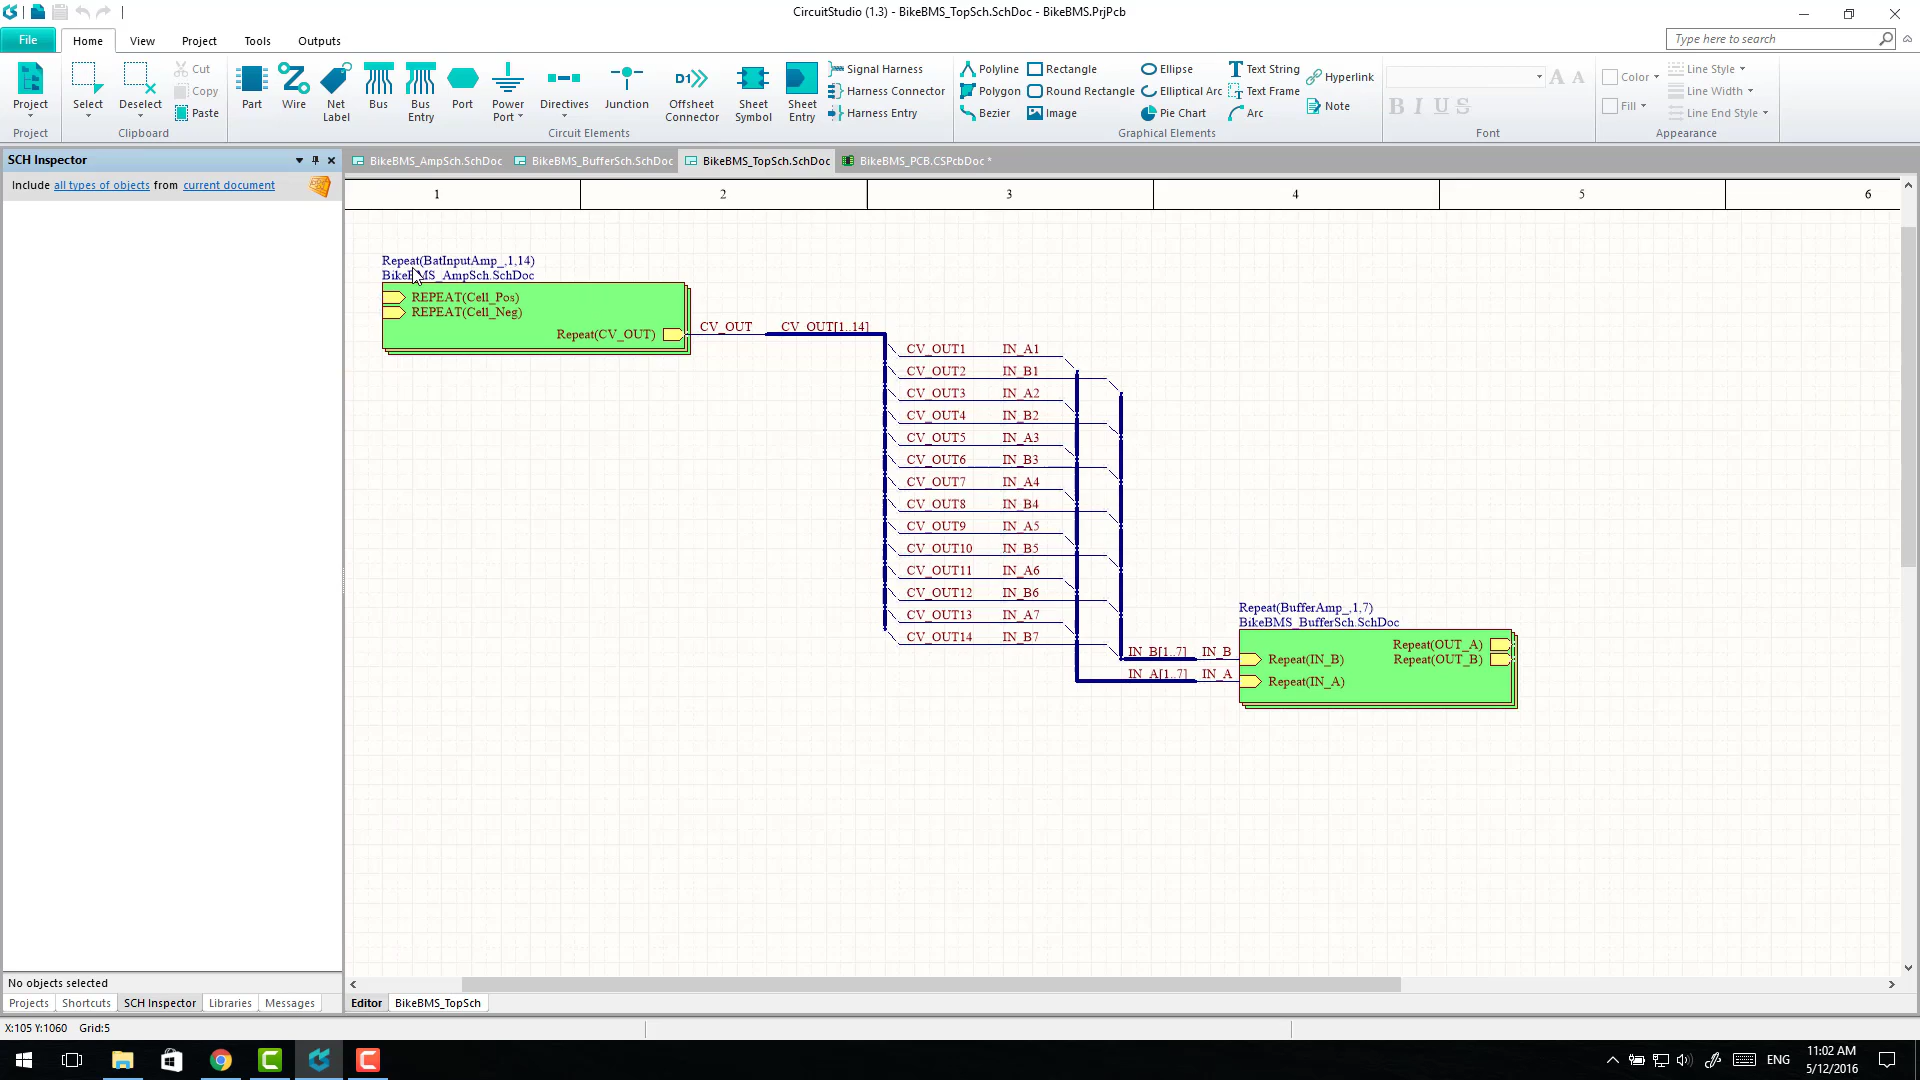 CircuitStudio (1.3) - BikeBMS_TopSch.SchDoc - BikeBMS.PrjPcb
File Home View Project Tools Outputs
Type here to search
Project
Select
Deselect
Cut
Copy
Paste
Part
Wire
Net Label
Bus
Bus Entry
Port
Power Port
Directives
Junction
Offsheet Connector
Sheet Symbol
Sheet Entry
Signal Harness
Harness Connector
Harness Entry
Polyline
Polygon
Bezier
Rectangle
Round Rectangle
Image
Ellipse
Elliptical Arc
Pie Chart
Text String
Text Frame
Arc
Hyperlink
Note
A A
B I U S
Color
Fill
Line Style
Line Width
Line End Style
Project Clipboard Circuit Elements Graphical Elements Font Appearance
SCH Inspector
Include all types of objects from current document
BikeBMS_AmpSch.SchDoc BikeBMS_BufferSch.SchDoc BikeBMS_TopSch.SchDoc BikeBMS_PCB.CSPcbDoc *
1 2 3 4 5 6
Repeat(BatInputAmp_,1,14)
BikeBMS_AmpSch.SchDoc
REPEAT(Cell_Pos)
REPEAT(Cell_Neg)
Repeat(CV_OUT)
CV_OUT CV_OUT[1..14]
CV_OUT1 IN_A1
CV_OUT2 IN_B1
CV_OUT3 IN_A2
CV_OUT4 IN_B2
CV_OUT5 IN_A3
CV_OUT6 IN_B3
CV_OUT7 IN_A4
CV_OUT8 IN_B4
CV_OUT9 IN_A5
CV_OUT10 IN_B5
CV_OUT11 IN_A6
CV_OUT12 IN_B6
CV_OUT13 IN_A7
CV_OUT14 IN_B7
Repeat(BufferAmp_,1,7)
BikeBMS_BufferSch.SchDoc
Repeat(OUT_A)
Repeat(OUT_B)
IN_B[1..7] IN_B Repeat(IN_B)
IN_A[1..7] IN_A Repeat(IN_A)
No objects selected
Projects Shortcuts SCH Inspector Libraries Messages
Editor BikeBMS_TopSch
X:105 Y:1060 Grid:5
ENG
11:02 AM
5/12/2016